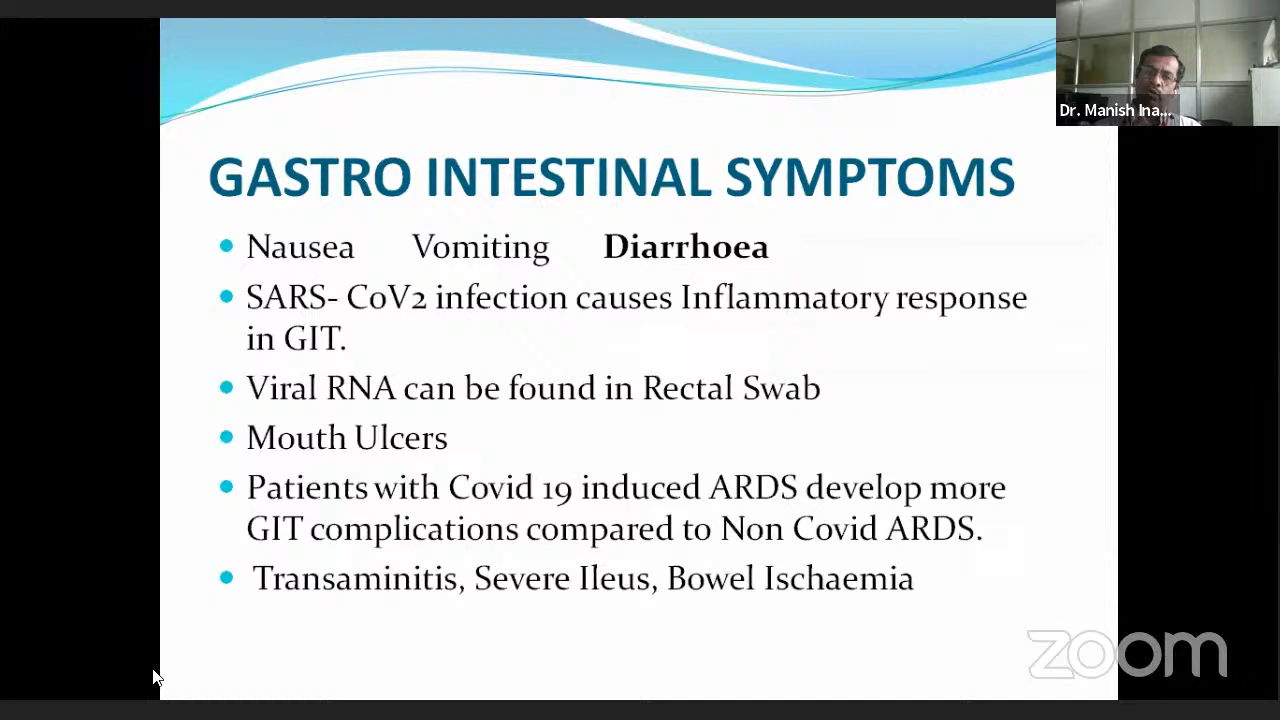 Dr. Manish Ina...
GASTRO INTESTINAL SYMPTOMS
Nausea Vomiting Diarrhoea
SARS- CoV2 infection causes Inflammatory response
in GIT.
Viral RNA can be found in Rectal Swab
Mouth Ulcers
Patients with Covid 19 induced ARDS develop more
GIT complications compared to Non Covid ARDS.
Transaminitis, Severe Ileus, Bowel Ischaemia
zoom